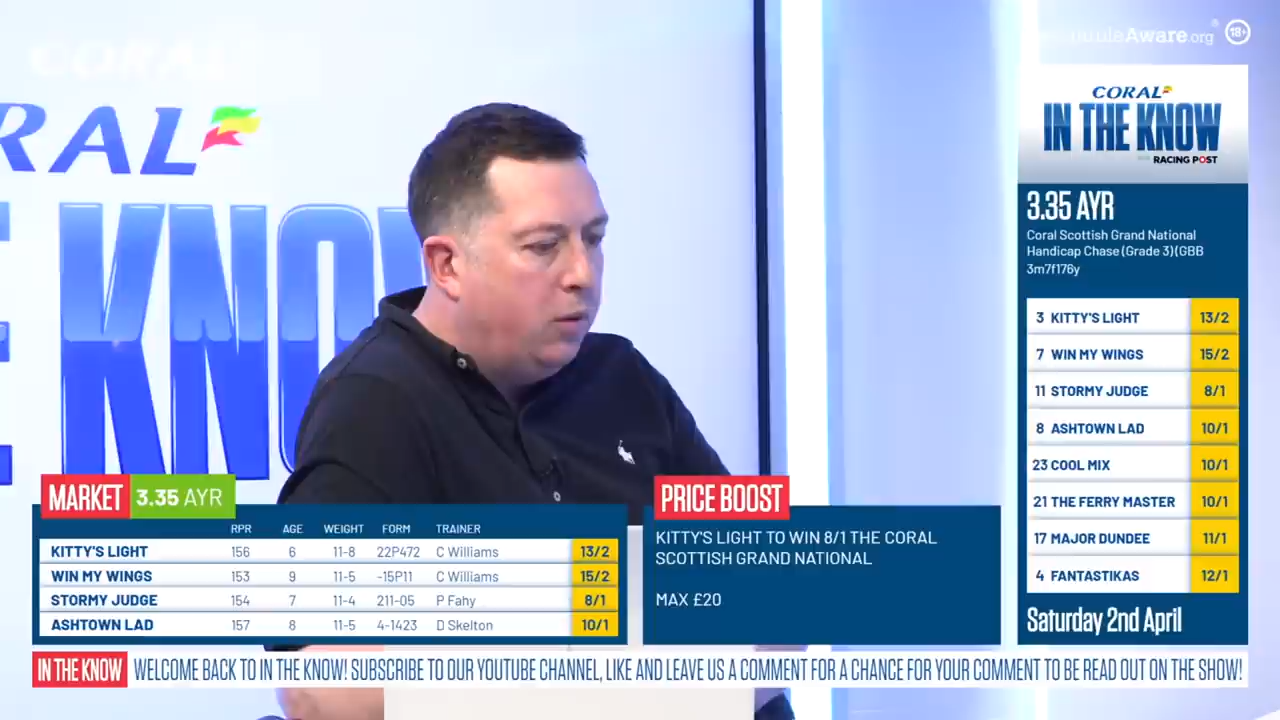 CORAL
AwAre.org
18+
RAL
KNO
CORAL
IN THE KNOW
RACING POST
3.35 AYR
Coral Scottish Grand National
Handicap Chase (Grade 3) (GBB
3m7f176y
3 KITTY'S LIGHT 13/2
7 WIN MY WINGS 15/2
11 STORMY JUDGE 8/1
8 ASHTOWN LAD 10/1
23 COOL MIX 10/1
21 THE FERRY MASTER 10/1
17 MAJOR DUNDEE 11/1
4 FANTASTIKAS 12/1
Saturday 2nd April
MARKET 3.35 AYR
RPR AGE WEIGHT FORM TRAINER
KITTY'S LIGHT 156 6 11-8 22P472 C Williams 13/2
WIN MY WINGS 153 9 11-5 -15P11 C Williams 15/2
STORMY JUDGE 154 7 11-4 211-05 P Fahy 8/1
ASHTOWN LAD 157 8 11-5 4-1423 D Skelton 10/1
PRICE BOOST
KITTY'S LIGHT TO WIN 8/1 THE CORAL
SCOTTISH GRAND NATIONAL
MAX £20
IN THE KNOW WELCOME BACK TO IN THE KNOW! SUBSCRIBE TO OUR YOUTUBE CHANNEL, LIKE AND LEAVE US A COMMENT FOR A CHANCE FOR YOUR COMMENT TO BE READ OUT ON THE SHOW!